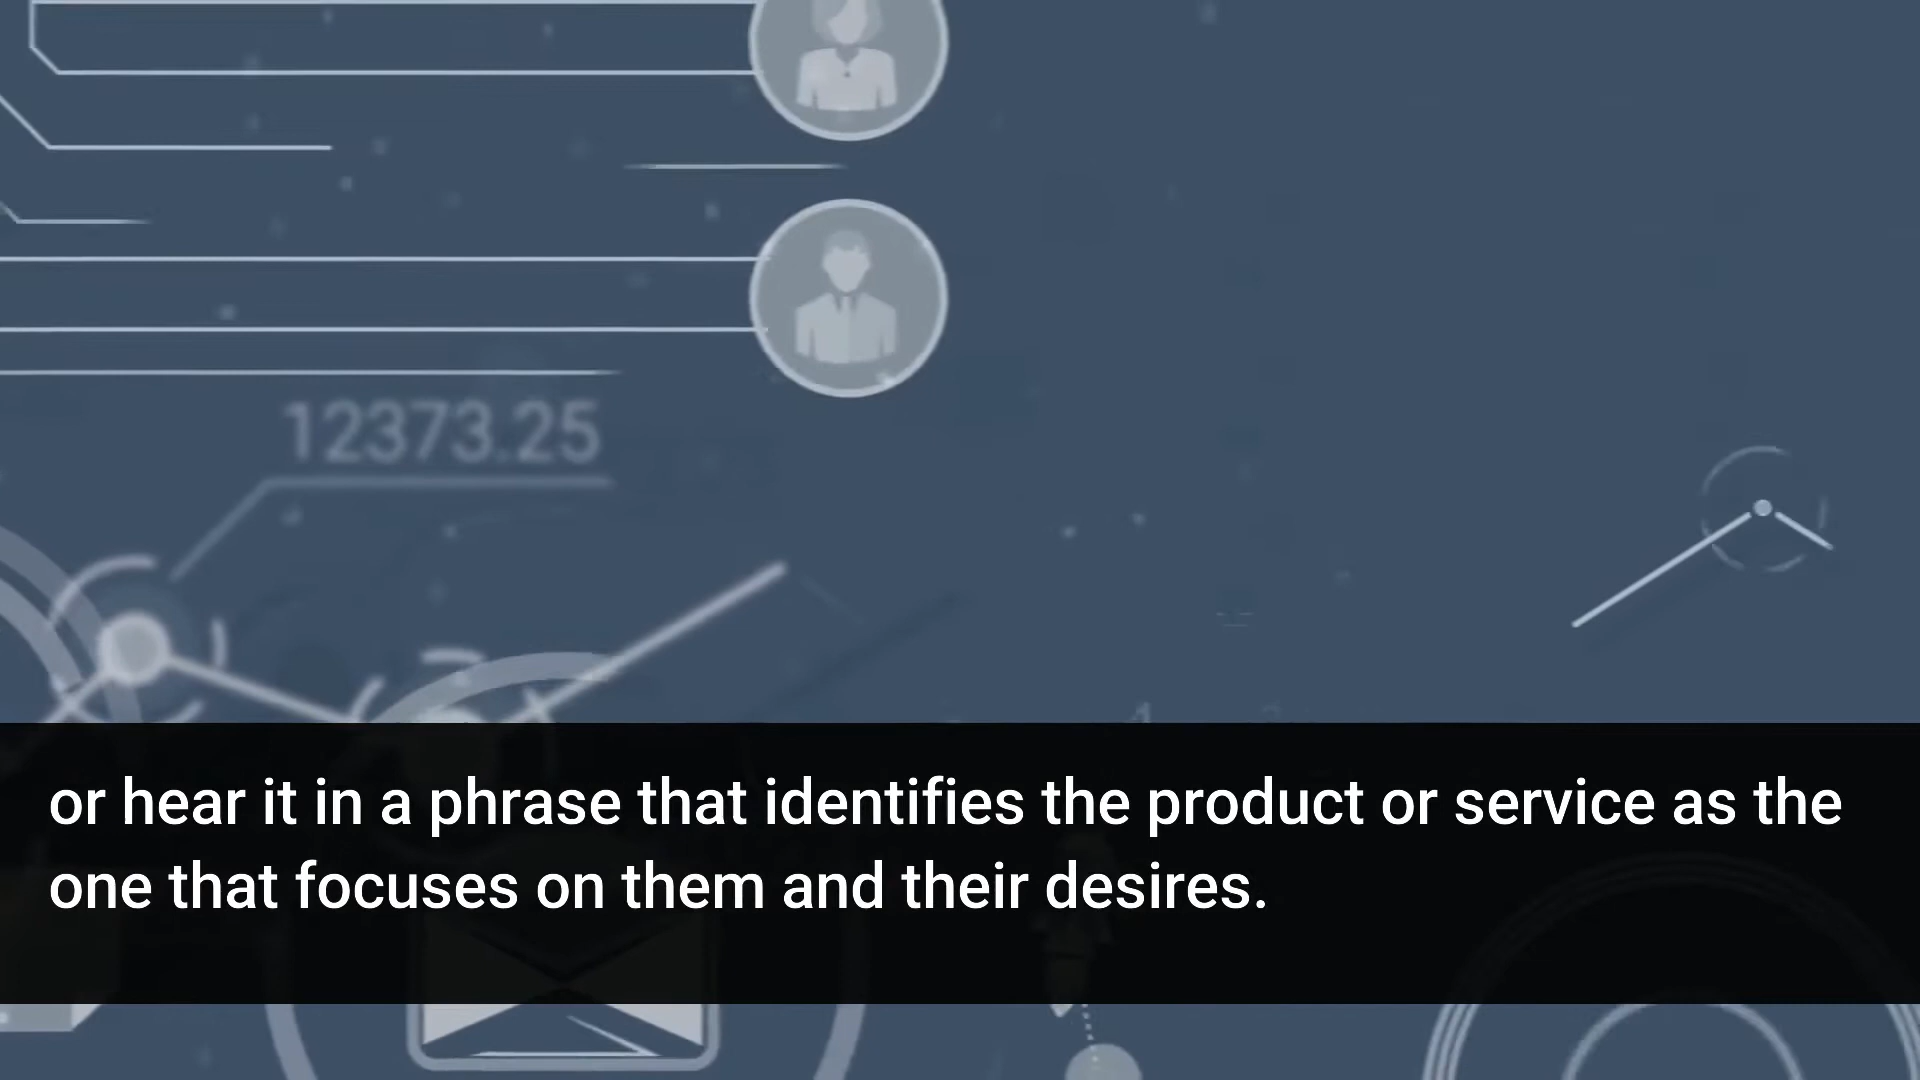 12373.25
or hear it in a phrase that identifies the product or service as the
one that focuses on them and their desires.